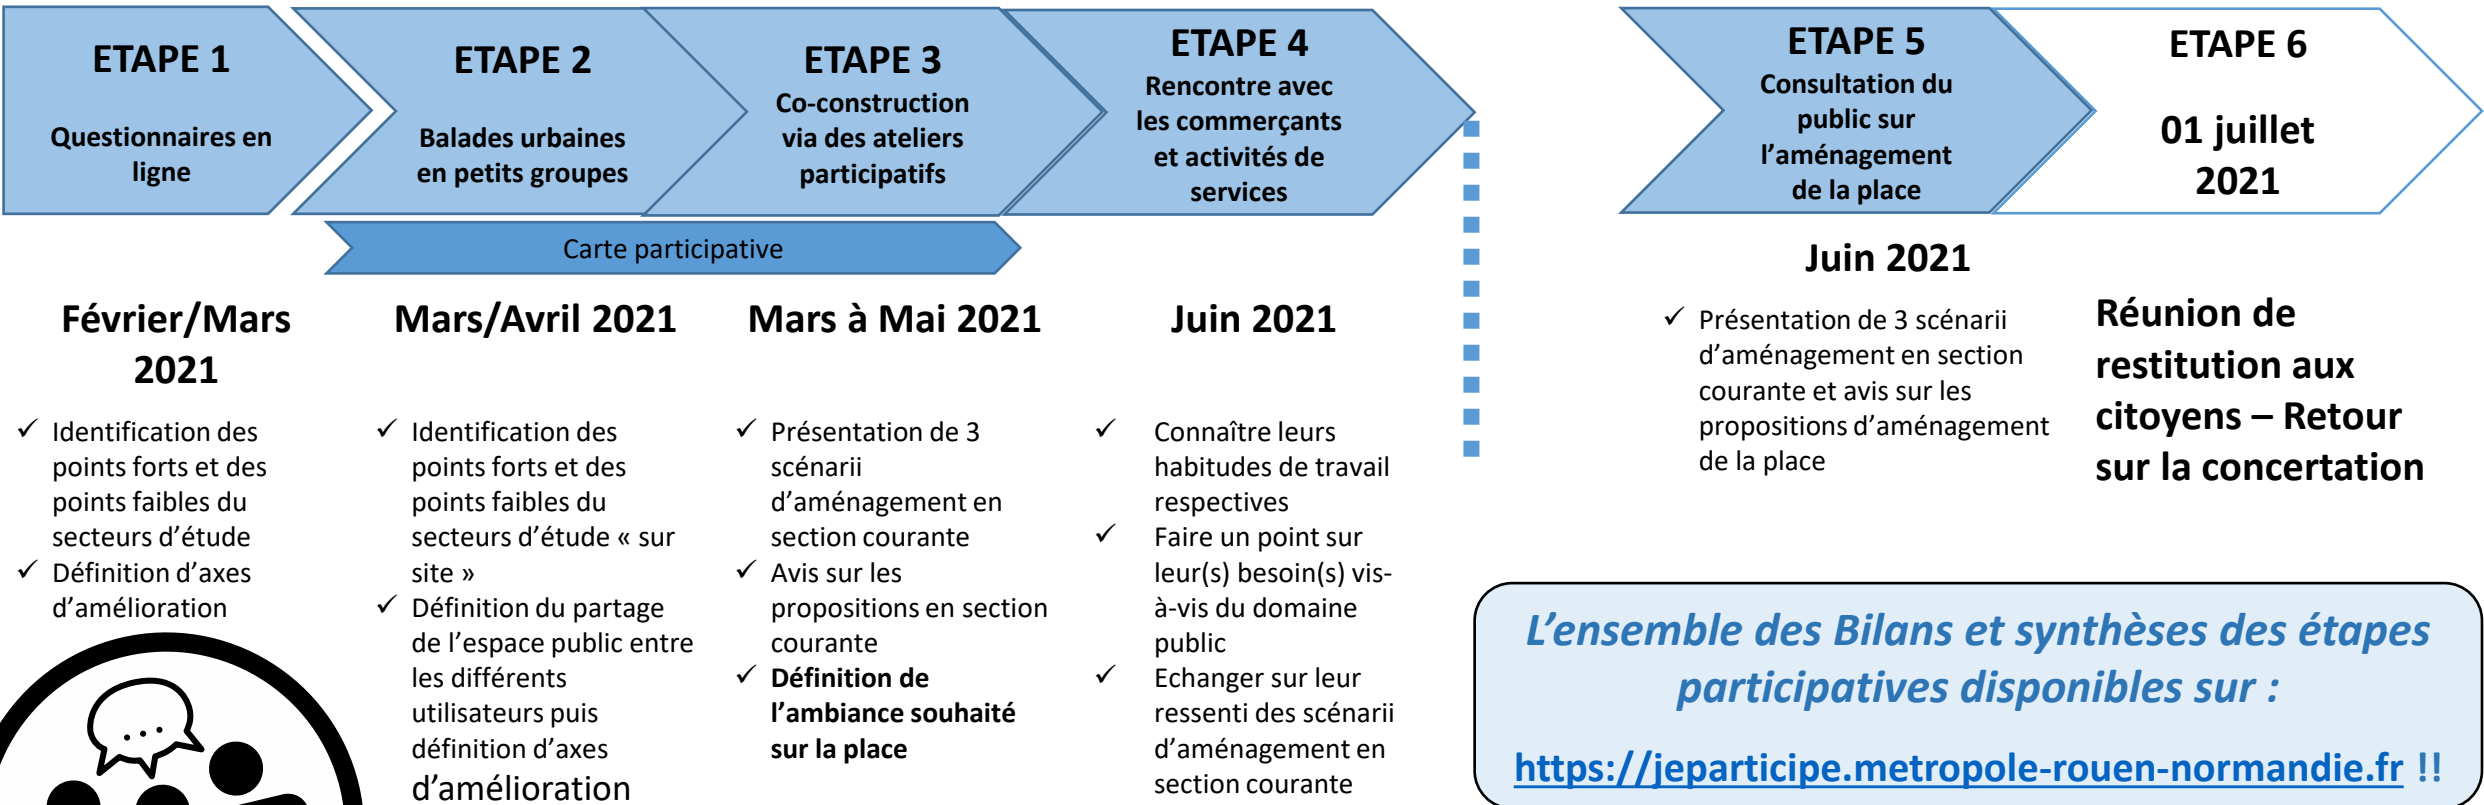 ETAPE 1
Questionnaires en
ligne
ETAPE 2
Balades urbaines
en petits groupes
ETAPE 3
Co-construction
via des ateliers
participatifs
ETAPE 4
Rencontre avec
les commerçants
et activités de
services
ETAPE 5
Consultation du
public sur
l’aménagement
de la place
ETAPE 6
01 juillet
2021
Carte participative
Février/Mars
2021
✓ Identification des
points forts et des
points faibles du
secteurs d’étude
✓ Définition d’axes
d’amélioration
Mars/Avril 2021
✓ Identification des
points forts et des
points faibles du
secteurs d’étude « sur
site »
✓ Définition du partage
de l’espace public entre
les différents
utilisateurs puis
définition d’axes
d’amélioration
Mars à Mai 2021
✓ Présentation de 3
scénarii
d’aménagement en
section courante
✓ Avis sur les
propositions en section
courante
✓ Définition de
l’ambiance souhaité
sur la place
Juin 2021
✓ Connaître leurs
habitudes de travail
respectives
✓ Faire un point sur
leur(s) besoin(s) vis-
à-vis du domaine
public
✓ Echanger sur leur
ressenti des scénarii
d’aménagement en
section courante
Juin 2021
✓ Présentation de 3 scénarii
d’aménagement en section
courante et avis sur les
propositions d’aménagement
de la place
Réunion de
restitution aux
citoyens – Retour
sur la concertation
L’ensemble des Bilans et synthèses des étapes
participatives disponibles sur :
https://jeparticipe.metropole-rouen-normandie.fr !!